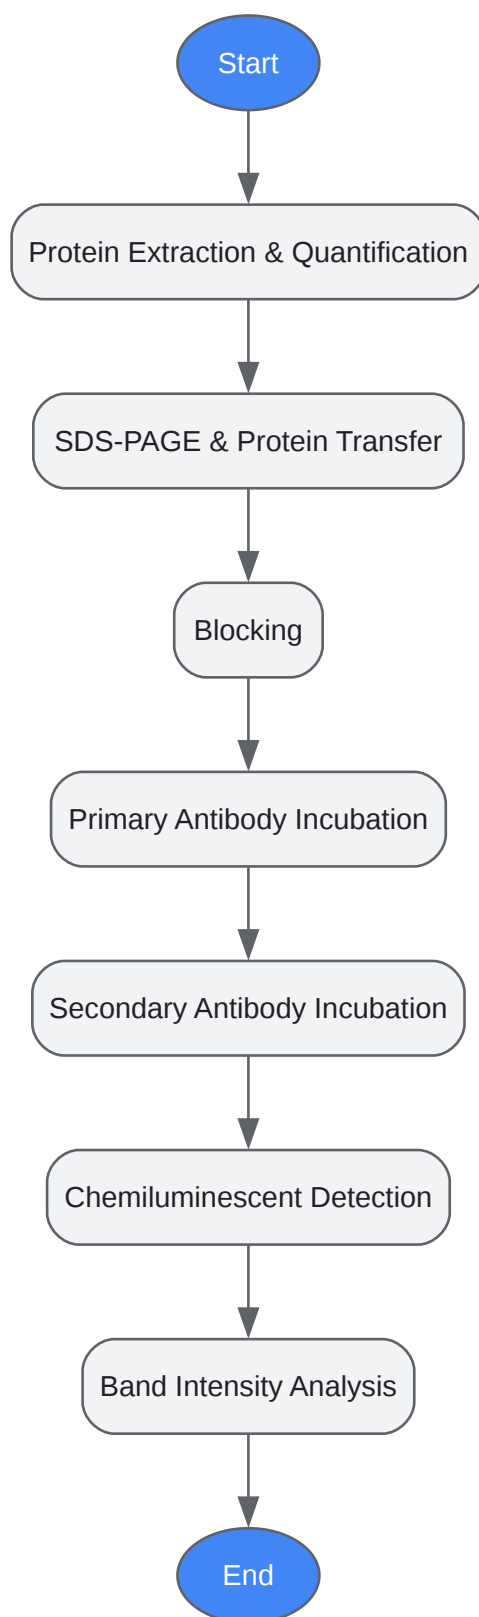 Start
Protein Extraction & Quantification
SDS-PAGE & Protein Transfer
Blocking
Primary Antibody Incubation
Secondary Antibody Incubation
Chemiluminescent Detection
Band Intensity Analysis
End